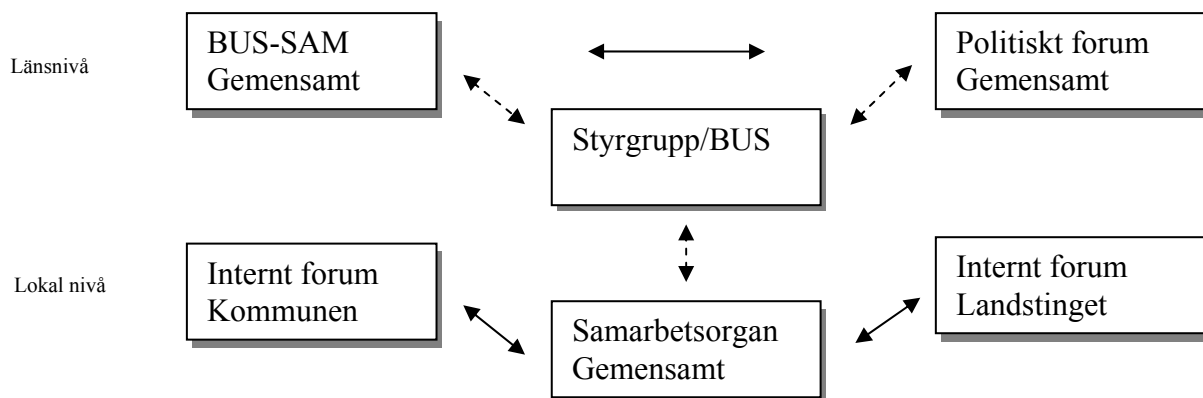 Länsnivå
BUS-SAM
Gemensamt
Politiskt forum
Gemensamt
Styrgrupp/BUS
Lokal nivå
Internt forum
Kommunen
Internt forum
Landstinget
Samarbetsorgan
Gemensamt